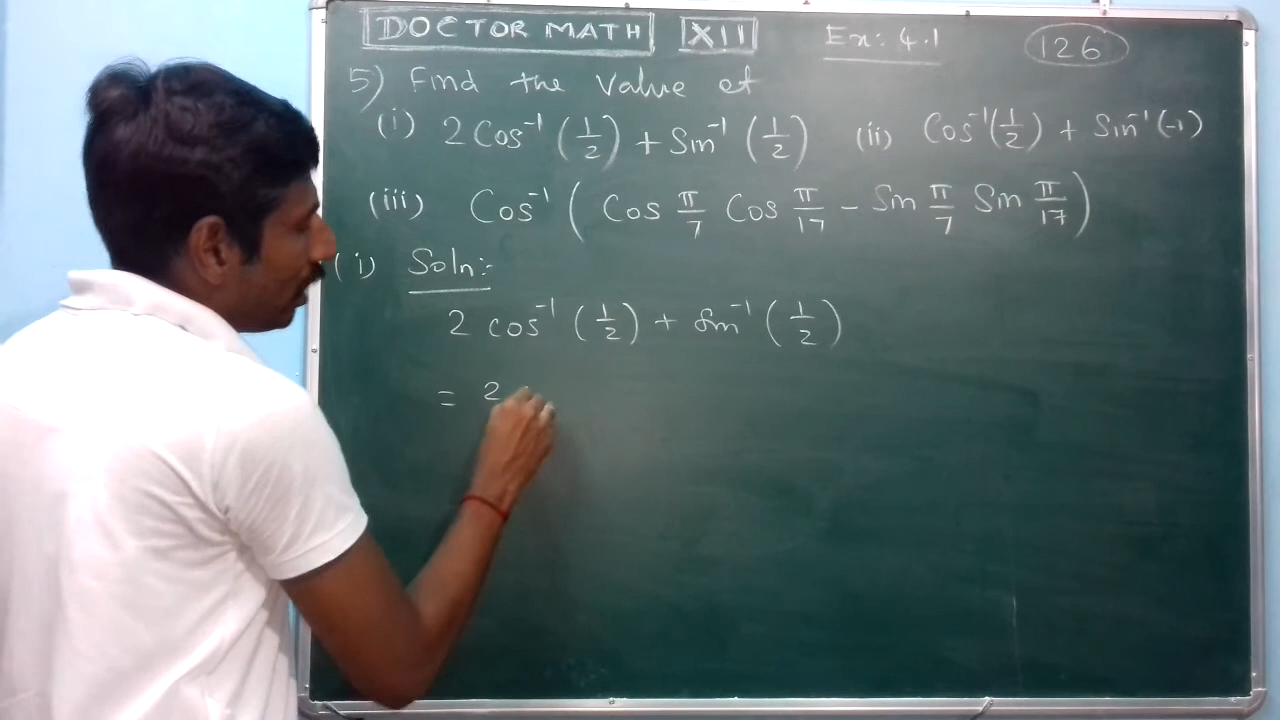 DOCTOR MATH XII Ex: 4.1 126
5) Find the value of
(i) 2 Cos⁻¹ (1/2) + Sin⁻¹ (1/2) (ii) Cos⁻¹(1/2) + Sin⁻¹(-1)
(iii) Cos⁻¹ ( Cos π/7 Cos π/17 - Sin π/7 Sin π/17 )
(i) Soln:-
2 cos⁻¹ (1/2) + Sin⁻¹ (1/2)
= 2